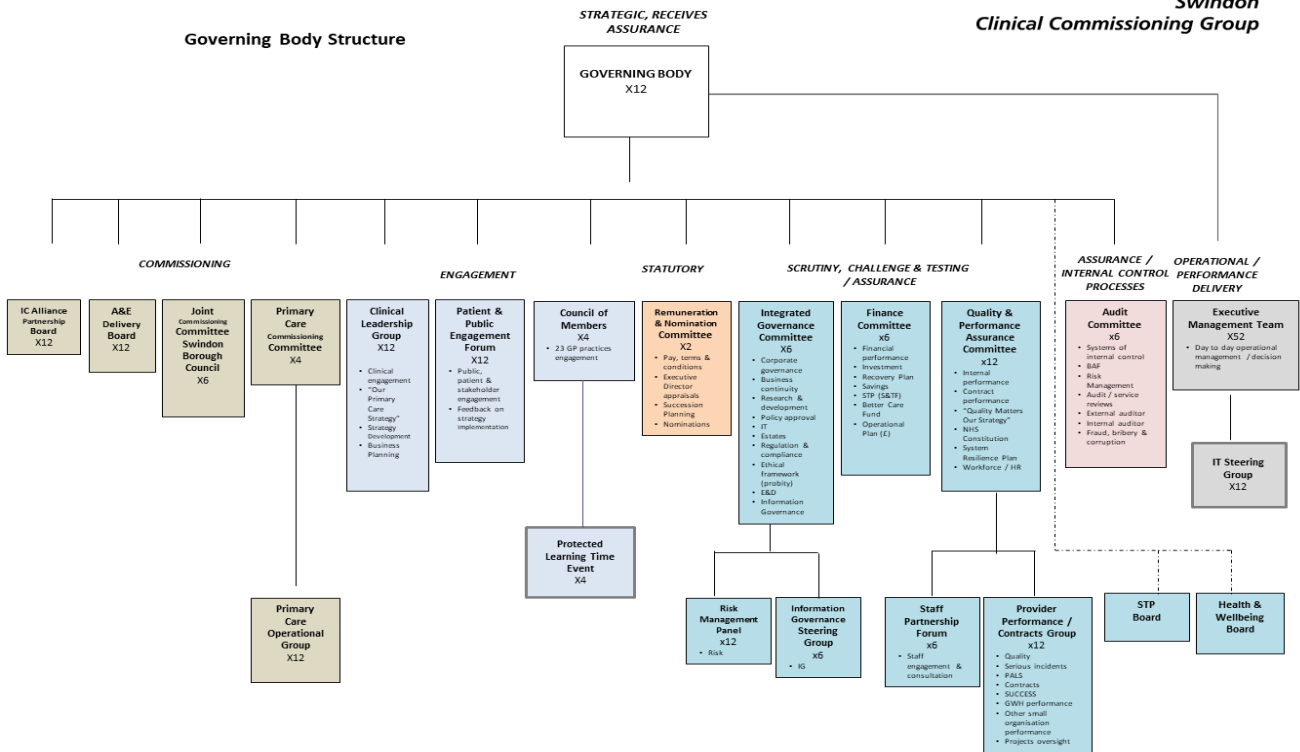 Swindon
Clinical Commissioning Group
Governing Body Structure
STRATEGIC, RECEIVES
ASSURANCE
GOVERNING BODY
X12
COMMISSIONING
ENGAGEMENT
STATUTORY
SCRUTINY, CHALLENGE & TESTING
/ ASSURANCE
ASSURANCE /
INTERNAL CONTROL
PROCESSES
OPERATIONAL /
PERFORMANCE
DELIVERY
IC Alliance
Partnership
Board
X12
A&E
Delivery
Board
X12
Joint
Commissioning
Committee
Swindon
Borough
Council
X6
Primary
Care
Commissioning
Committee
X4
Clinical
Leadership
Group
X12
• Clinical
engagement
• "Our
Primary
Care
Strategy"
• Strategy
Development
• Business
Planning
Patient &
Public
Engagement
Forum
X12
• Public,
patient &
stakeholder
engagement
• Feedback on
strategy
implementation
Council of
Members
X4
• 23 GP practices
engagement
Remuneration
& Nomination
Committee
X2
• Pay, terms &
conditions
• Executive
Director
appraisals
• Succession
Planning
• Nominations
Integrated
Governance
Committee
X6
• Corporate
governance
• Business
continuity
• Research &
development
• Policy approval
• IT
• Estates
• Regulation &
compliance
• Ethical
framework
(probity)
• E&D
• Information
Governance
Finance
Committee
x6
• Financial
performance
• Investment
• Recovery Plan
• Savings
• STP (S&TF)
• Better Care
Fund
• Operational
Plan (£)
Quality &
Performance
Assurance
Committee
x12
• Internal
performance
• Contract
performance
• "Quality Matters
Our Strategy"
• NHS
Constitution
• System
Resilience Plan
• Workforce / HR
Audit
Committee
x6
• Systems of
internal control
• BAF
• Risk
Management
• Audit / service
reviews
• External auditor
• Internal auditor
• Fraud, bribery &
corruption
Executive
Management Team
X52
• Day to day operational
management / decision
making
IT Steering
Group
X12
Protected
Learning Time
Event
X4
Primary
Care
Operational
Group
X12
Risk
Management
Panel
x12
• Risk
Information
Governance
Steering
Group
x6
• IG
Staff
Partnership
Forum
x6
• Staff
engagement &
consultation
Provider
Performance /
Contracts Group
x12
• Quality
• Serious incidents
• PALS
• Contracts
• SUCCESS
• GWH performance
• Other small
organisation
performance
• Projects oversight
STP
Board
Health &
Wellbeing
Board